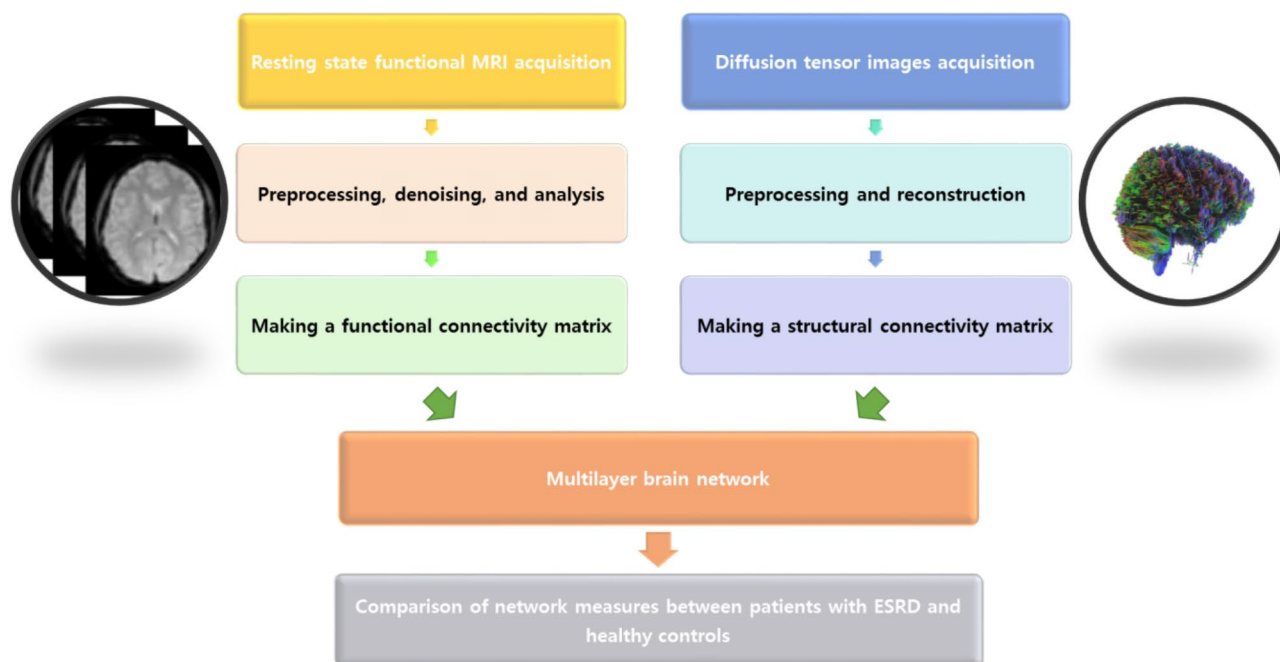 Resting state functional MRI acquisition
Diffusion tensor images acquisition
Preprocessing, denoising, and analysis
Preprocessing and reconstruction
Making a functional connectivity matrix
Making a structural connectivity matrix
Multilayer brain network
Comparison of network measures between patients with ESRD and
healthy controls